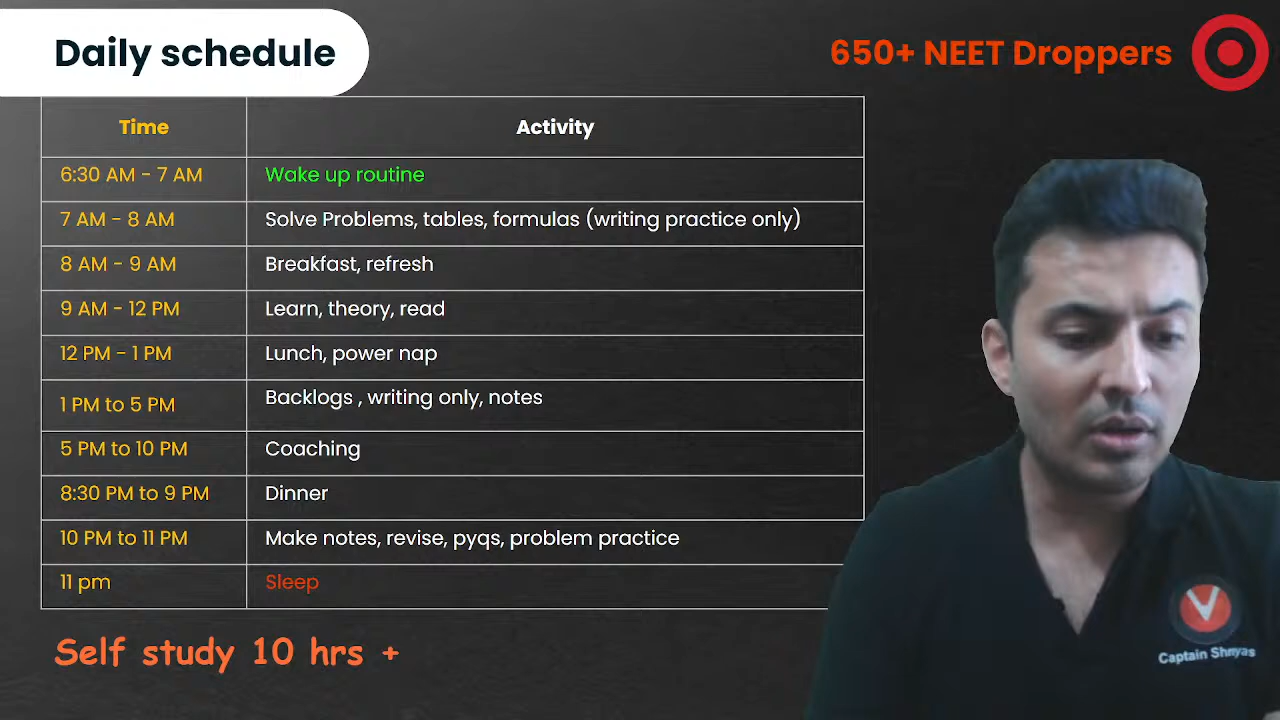 Daily schedule
650+ NEET Droppers
Time Activity
6:30 AM - 7 AM Wake up routine
7 AM - 8 AM Solve Problems, tables, formulas (writing practice only)
8 AM - 9 AM Breakfast, refresh
9 AM - 12 PM Learn, theory, read
12 PM - 1 PM Lunch, power nap
1 PM to 5 PM Backlogs , writing only, notes
5 PM to 10 PM Coaching
8:30 PM to 9 PM Dinner
10 PM to 11 PM Make notes, revise, pyqs, problem practice
11 pm Sleep
Self study 10 hrs +
V
Captain Shreyas